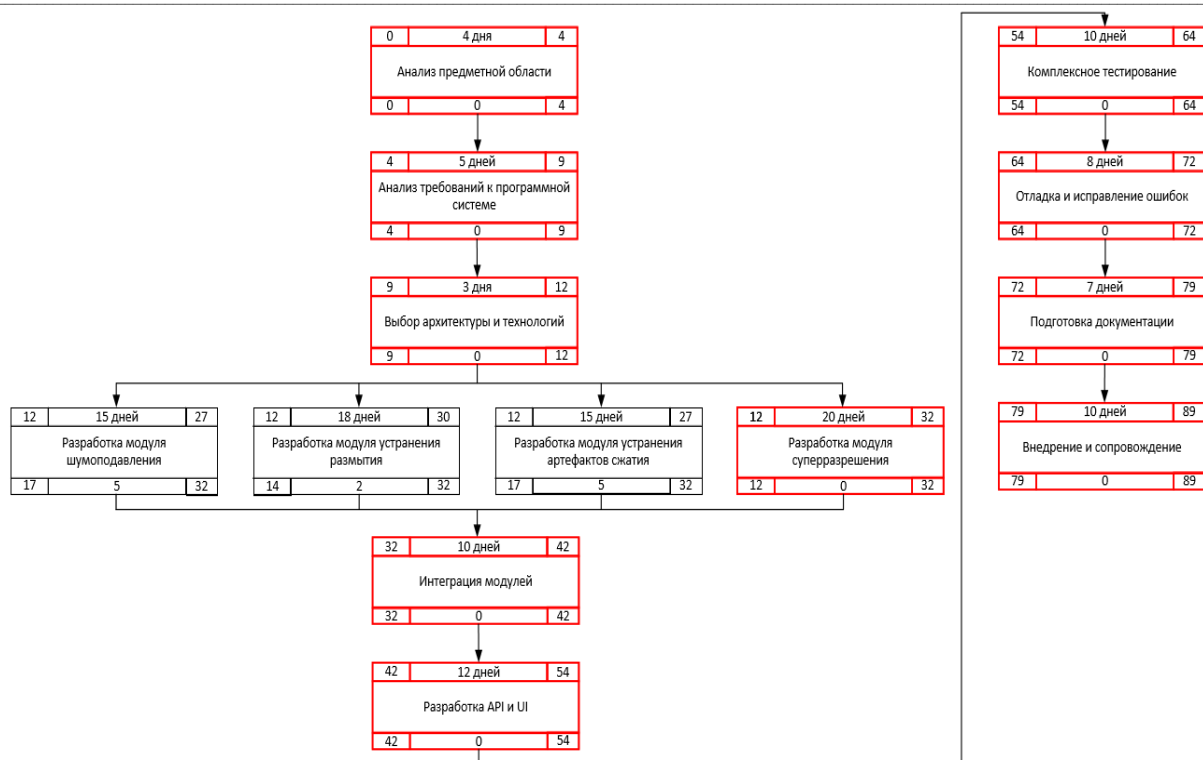 0 4 дня 4
Анализ предметной области
0 0 4
4 5 дней 9
Анализ требований к программной
системе
4 0 9
9 3 дня 12
Выбор архитектуры и технологий
9 0 12
12 15 дней 27
Разработка модуля
шумоподавления
17 5 32
12 18 дней 30
Разработка модуля устранения
размытия
14 2 32
12 15 дней 27
Разработка модуля устранения
артефактов сжатия
17 5 32
12 20 дней 32
Разработка модуля
суперразрешения
12 0 32
32 10 дней 42
Интеграция модулей
32 0 42
42 12 дней 54
Разработка API и UI
42 0 54
54 10 дней 64
Комплексное тестирование
54 0 64
64 8 дней 72
Отладка и исправление ошибок
64 0 72
72 7 дней 79
Подготовка документации
72 0 79
79 10 дней 89
Внедрение и сопровождение
79 0 89